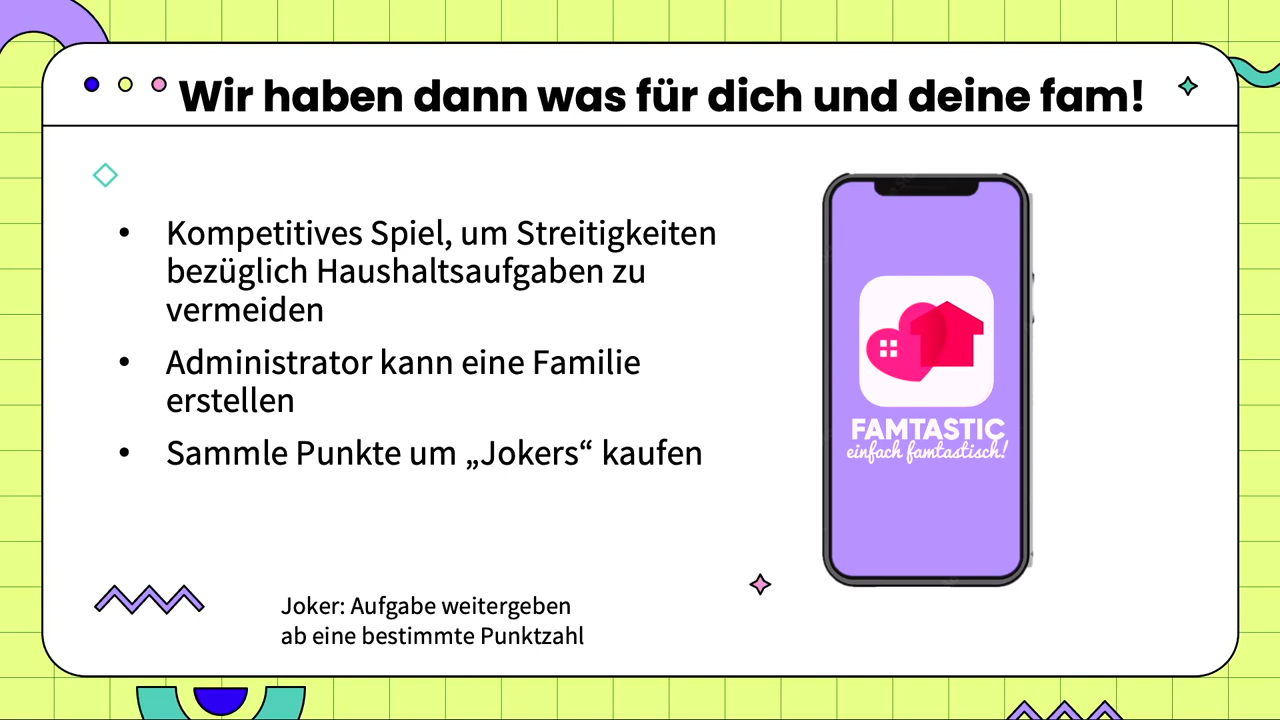 Wir haben dann was für dich und deine fam!
• Kompetitives Spiel, um Streitigkeiten
bezüglich Haushaltsaufgaben zu
vermeiden
• Administrator kann eine Familie
erstellen
• Sammle Punkte um „Jokers“ kaufen
FAMTASTIC
einfach famtastisch!
Joker: Aufgabe weitergeben
ab eine bestimmte Punktzahl